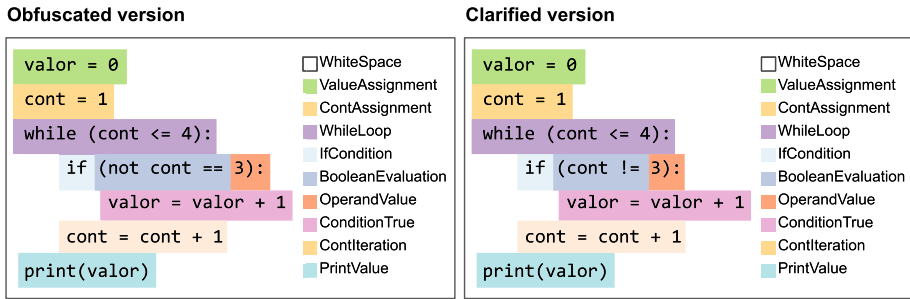 Obfuscated version
valor = 0
cont = 1
while (cont <= 4):
if (not cont == 3):
valor = valor + 1
cont = cont + 1
print(valor)
WhiteSpace
ValueAssignment
ContAssignment
WhileLoop
IfCondition
BooleanEvaluation
OperandValue
ConditionTrue
ContIteration
PrintValue
Clarified version
valor = 0
cont = 1
while (cont <= 4):
if (cont != 3):
valor = valor + 1
cont = cont + 1
print(valor)
WhiteSpace
ValueAssignment
ContAssignment
WhileLoop
IfCondition
BooleanEvaluation
OperandValue
ConditionTrue
ContIteration
PrintValue